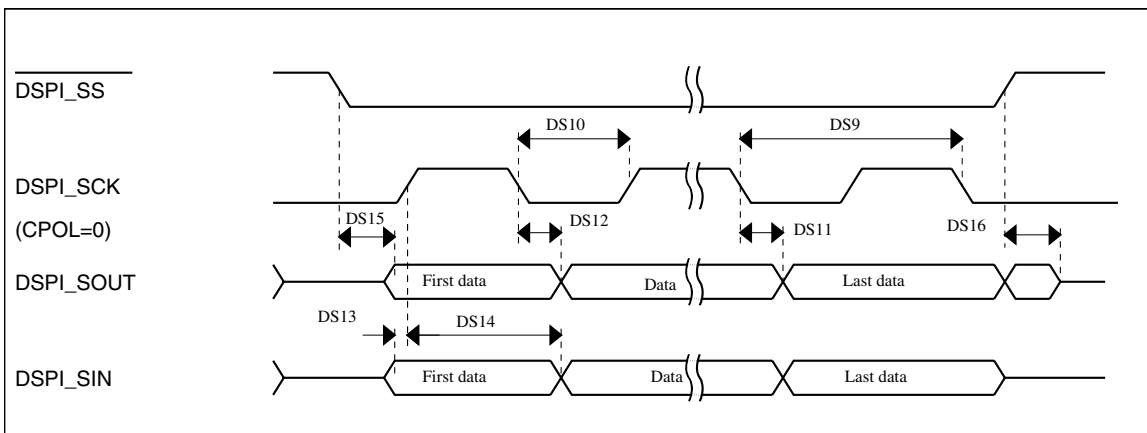 DSPI_SS
DS10
DS9
DSPI_SCK
(CPOL=0)
DS15
DS12
DS11
DS16
DSPI_SOUT
First data
Data
Last data
DS13
DS14
DSPI_SIN
First data
Data
Last data